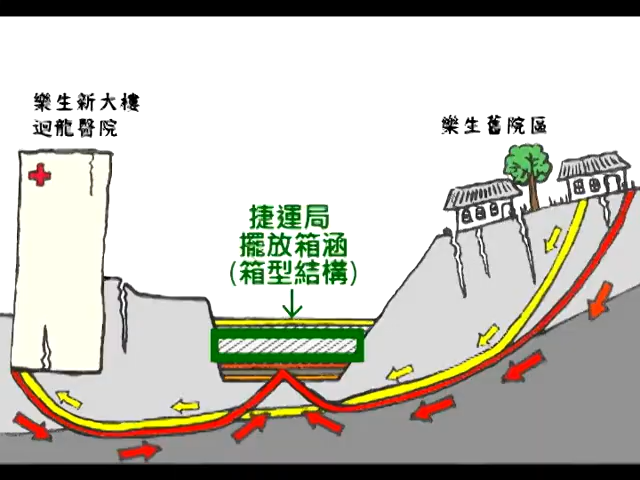 樂生新大樓
迴龍醫院
樂生舊院區
捷運局
擺放箱涵
(箱型結構)